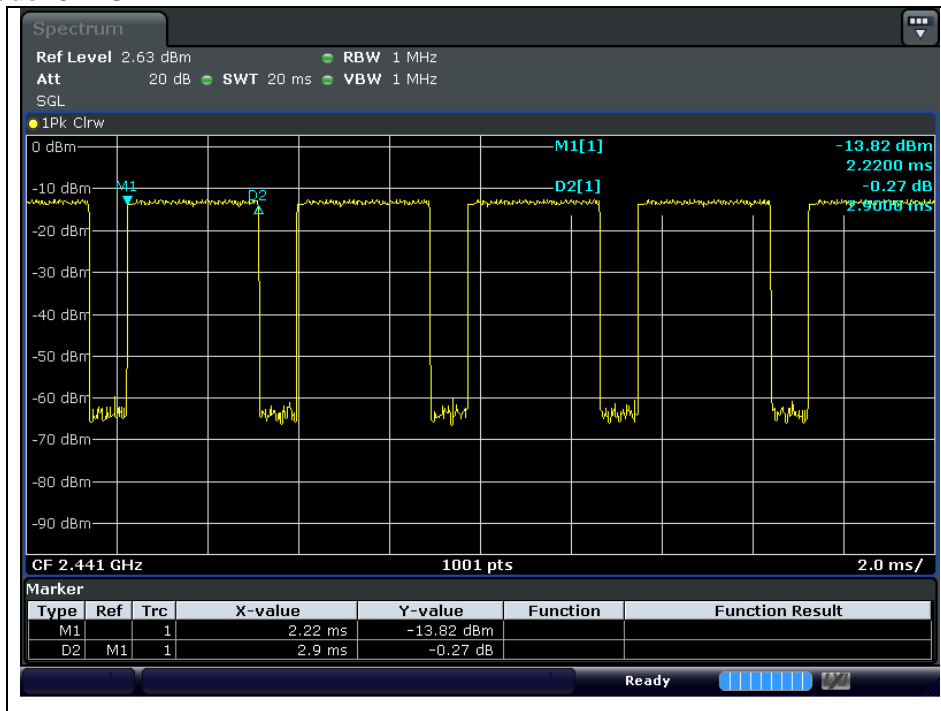 Spectrum
Ref Level 2.63 dBm RBW 1 MHz
Att 20 dB SWT 20 ms VBW 1 MHz
SGL
1Pk Clrw
0 dBm
M1[1] -13.82 dBm
2.2200 ms
-10 dBm
M1
D2
D2[1] -0.27 dB
2.9000 ms
-20 dBm
-30 dBm
-40 dBm
-50 dBm
-60 dBm
-70 dBm
-80 dBm
-90 dBm
CF 2.441 GHz 1001 pts 2.0 ms/
Marker
Type Ref Trc X-value Y-value Function Function Result
M1 1 2.22 ms -13.82 dBm
D2 M1 1 2.9 ms -0.27 dB
Ready